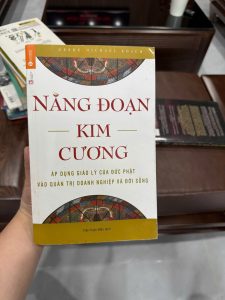 GESHE MICHAEL ROACH
NĂNG ĐOẠN
KIM
CƯƠNG
ÁP DỤNG GIÁO LÝ CỦA ĐỨC PHẬT
VÀO QUẢN TRỊ DOANH NGHIỆP VÀ ĐỜI SỐNG